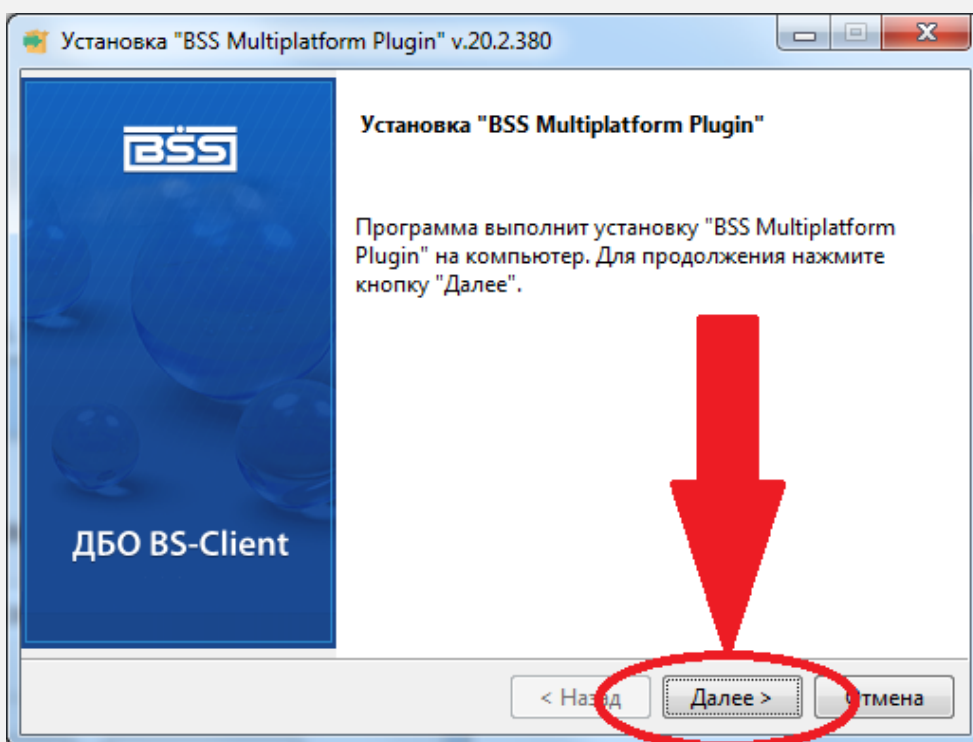 Установка "BSS Multiplatform Plugin" v.20.2.380
BSS
Установка "BSS Multiplatform Plugin"
Программа выполнит установку "BSS Multiplatform
Plugin" на компьютер. Для продолжения нажмите
кнопку "Далее".
ДБО BS-Client
< Назад
Далее >
Отмена